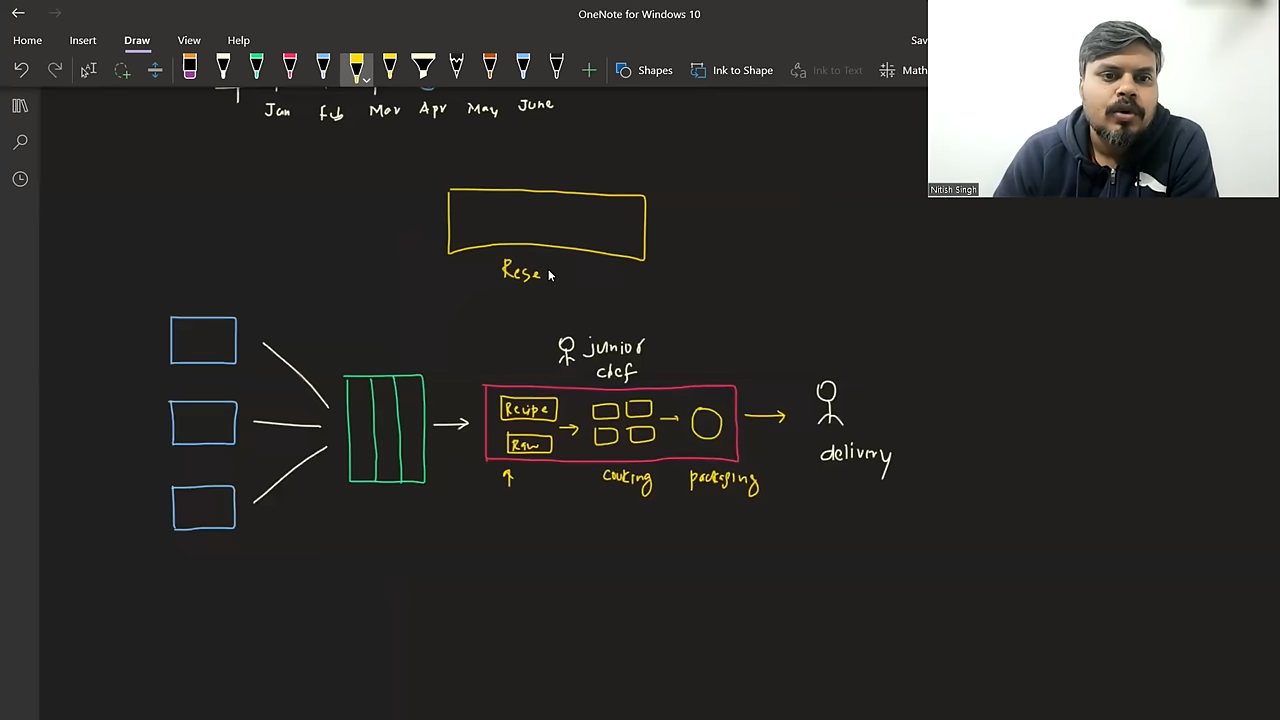 OneNote for Windows 10
Home Insert Draw View Help
Shapes Ink to Shape Ink to Text Math
Jan Feb Mar Apr May June
Nitish Singh
Rese
junior
chef
Recipe
Raw
delivery
cooking packaging